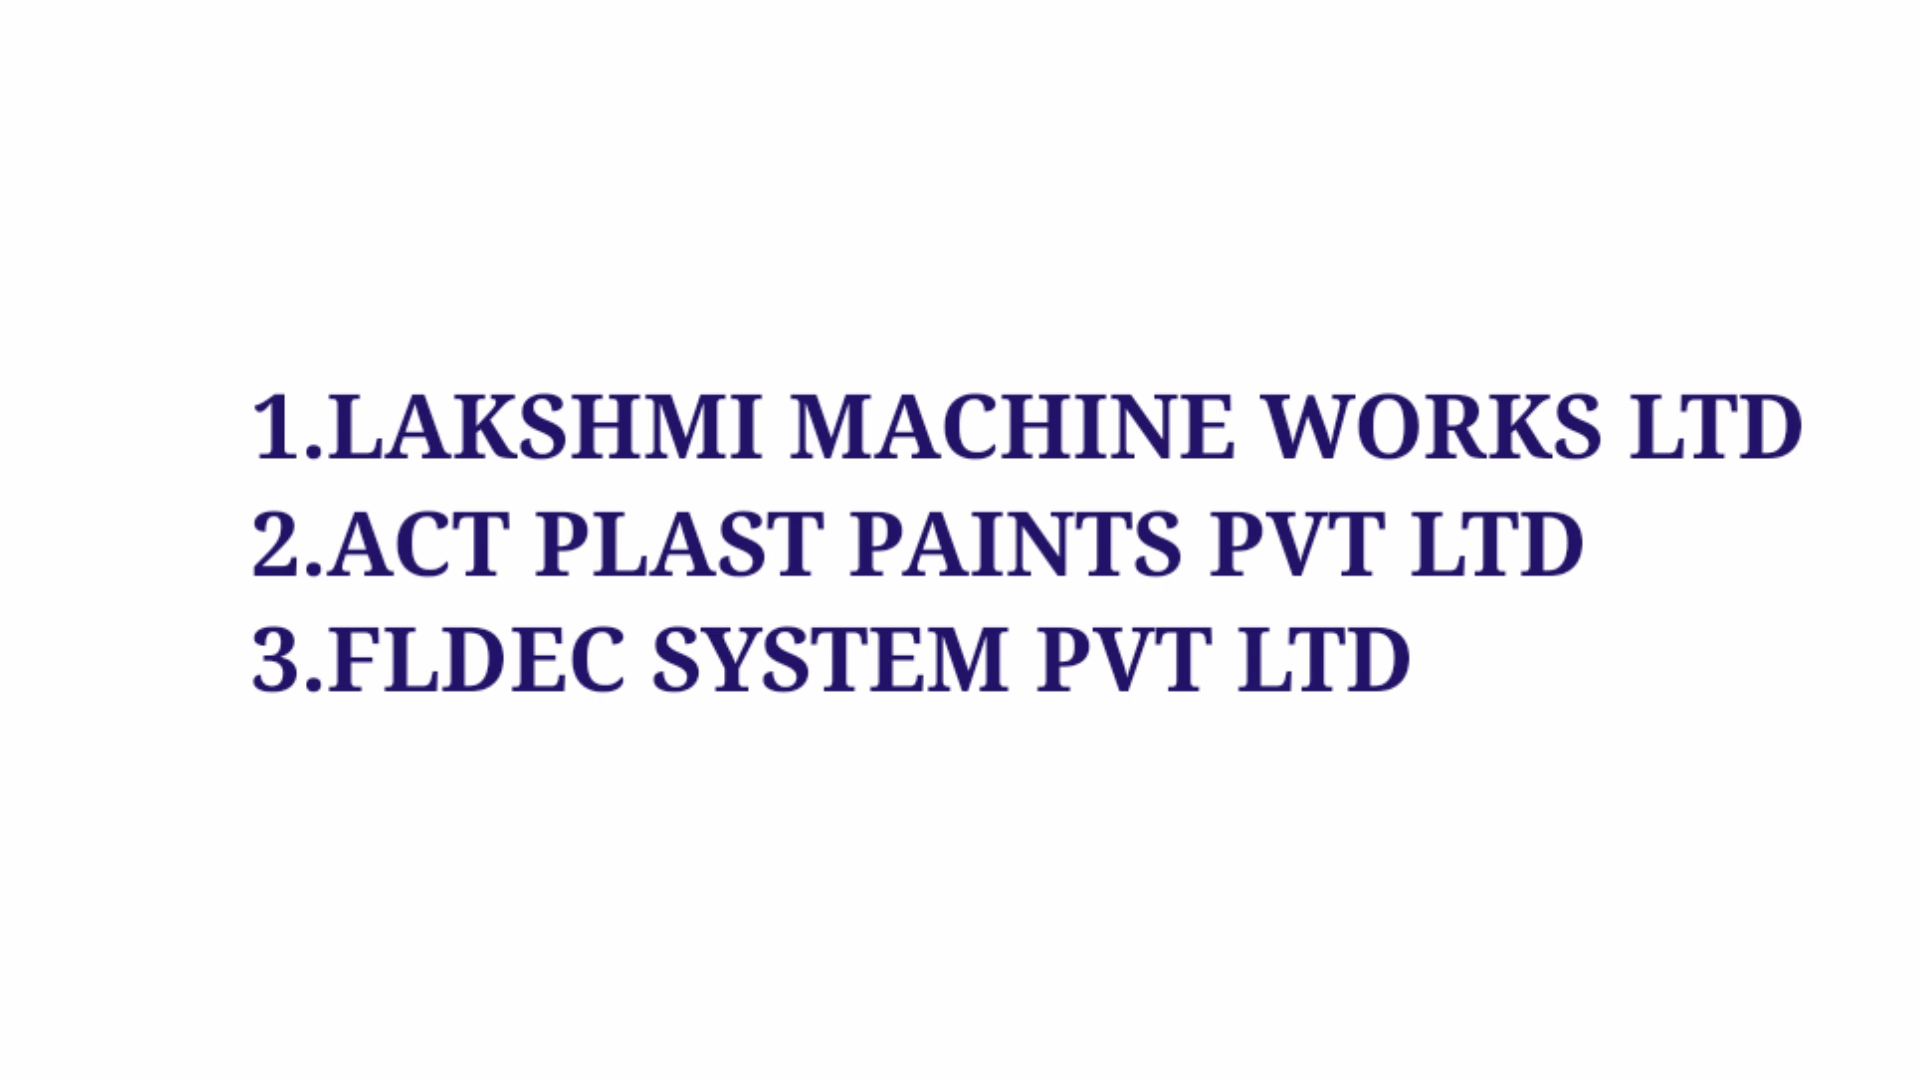 1.LAKSHMI MACHINE WORKS LTD
2.ACT PLAST PAINTS PVT LTD
3.FLDEC SYSTEM PVT LTD